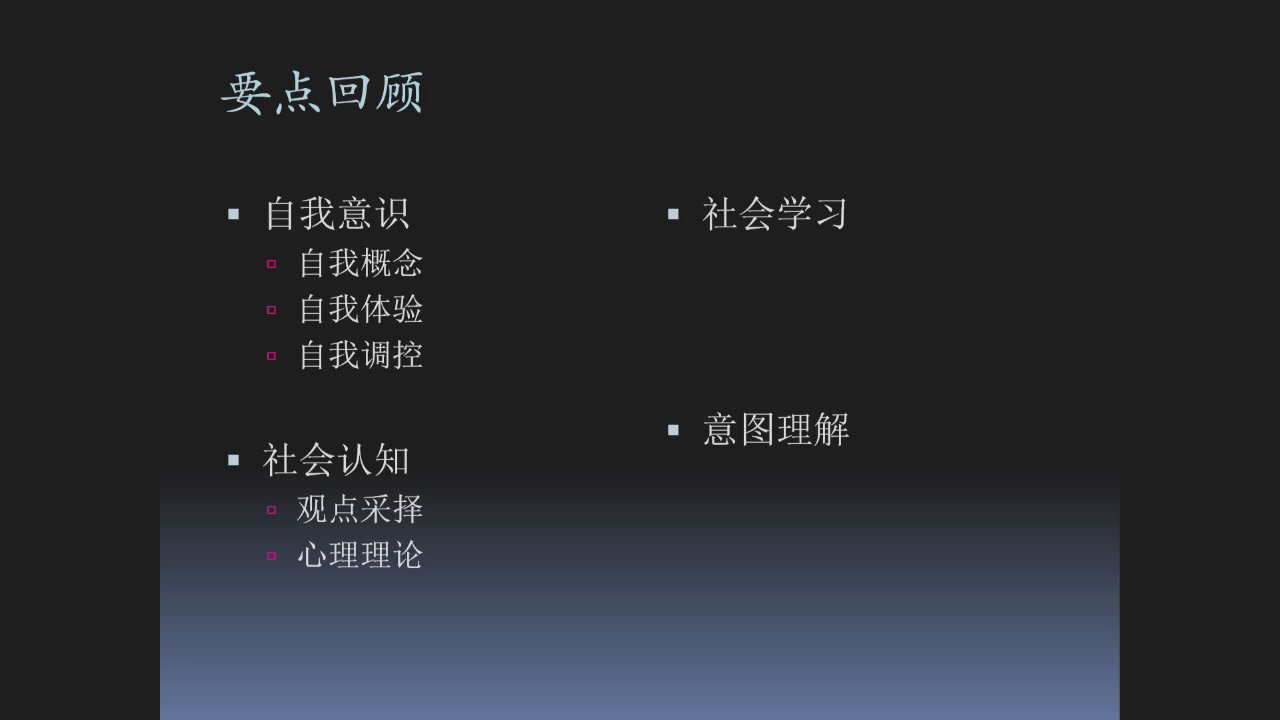 要点回顾
自我意识
自我概念
自我体验
自我调控
社会认知
观点采择
心理理论
社会学习
意图理解